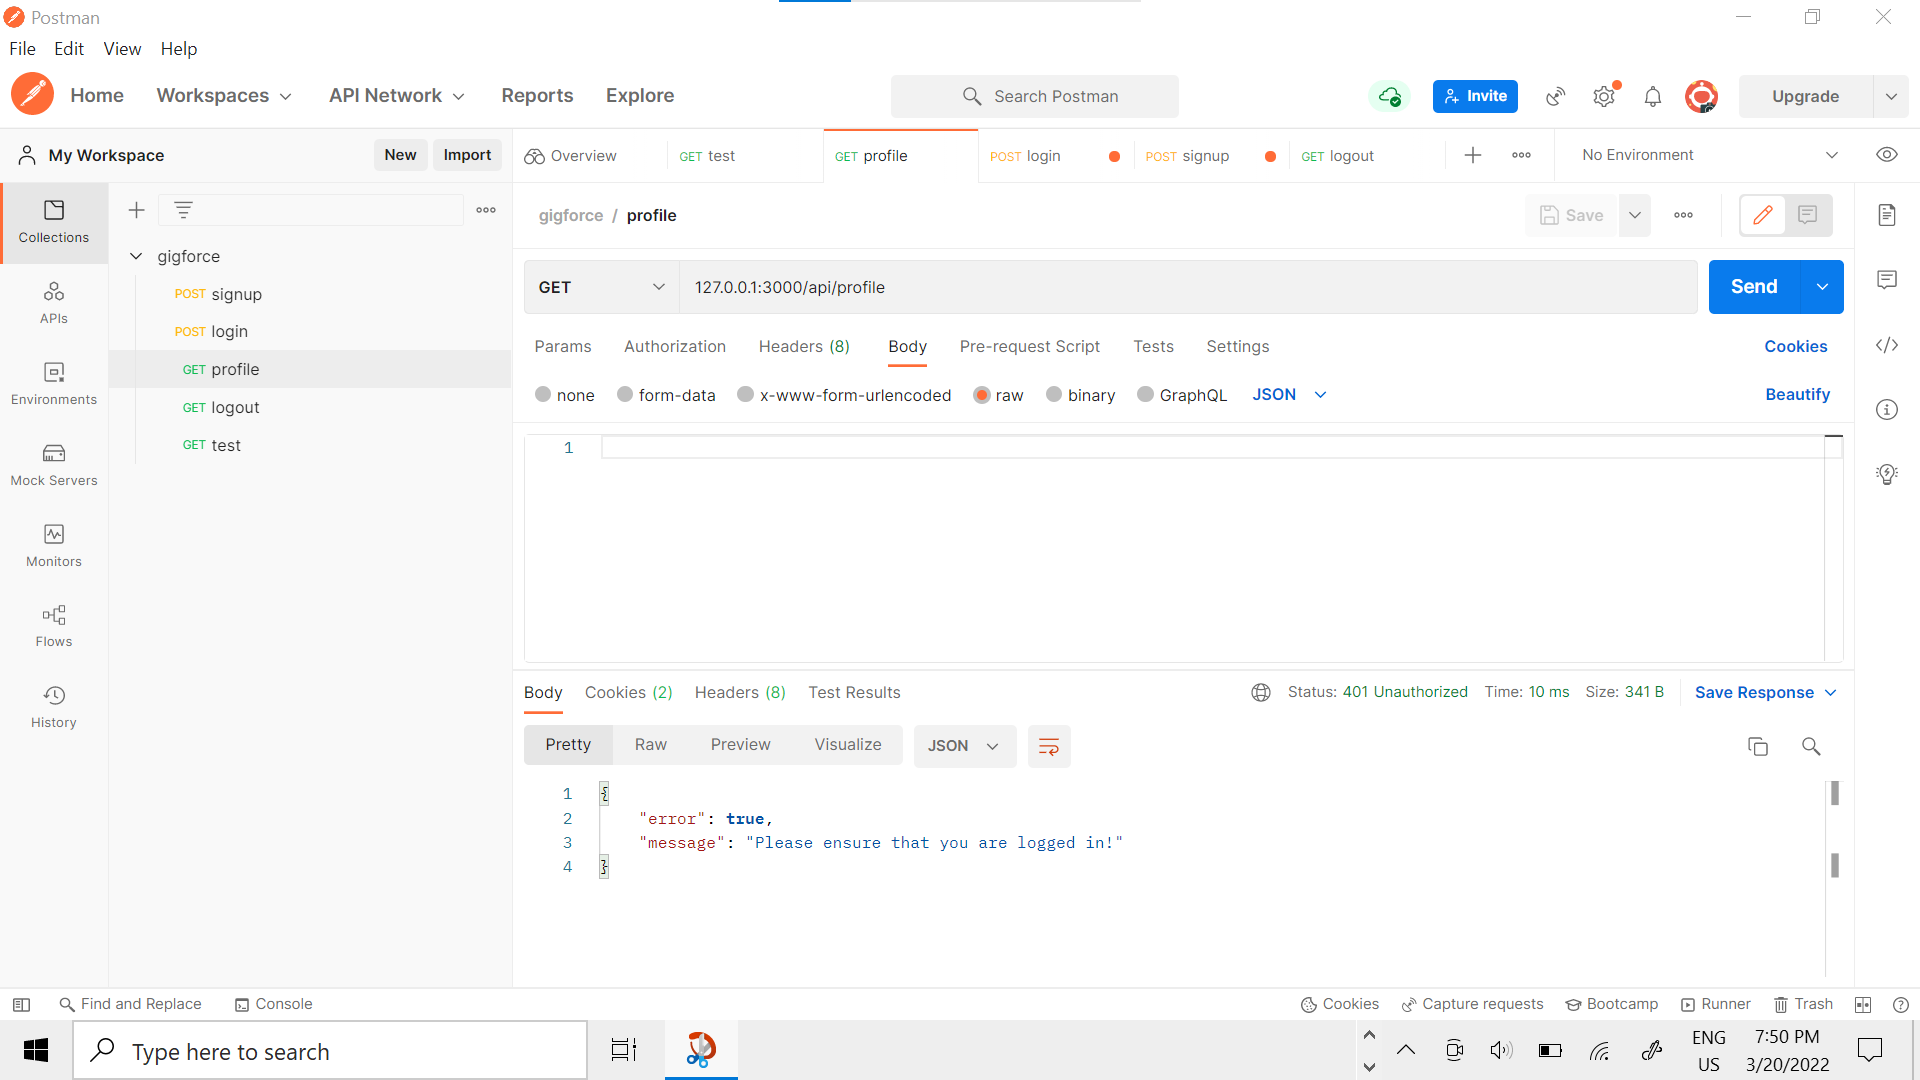 Postman
File Edit View Help
Home Workspaces API Network Reports Explore Search Postman Invite Upgrade
My Workspace New Import Overview GET test GET profile POST login POST signup GET logout No Environment
gigforce / profile Save
Collections
gigforce
GET 127.0.0.1:3000/api/profile Send
POST signup
APIs
POST login
Params Authorization Headers (8) Body Pre-request Script Tests Settings Cookies
GET profile
Environments
none form-data x-www-form-urlencoded raw binary GraphQL JSON Beautify
GET logout
GET test
1
Mock Servers
Monitors
Flows
History
Body Cookies (2) Headers (8) Test Results Status: 401 Unauthorized Time: 10 ms Size: 341 B Save Response
Pretty Raw Preview Visualize JSON
1 {
2 "error": true,
3 "message": "Please ensure that you are logged in!"
4 }
Find and Replace Console Cookies Capture requests Bootcamp Runner Trash
Type here to search
ENG
US
7:50 PM
3/20/2022